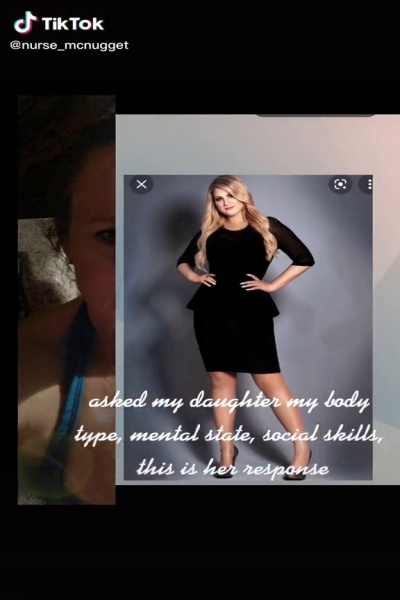 TikTok
@nurse_mcnugget
asked my daughter my body
type, mental state, social skills,
this is her response